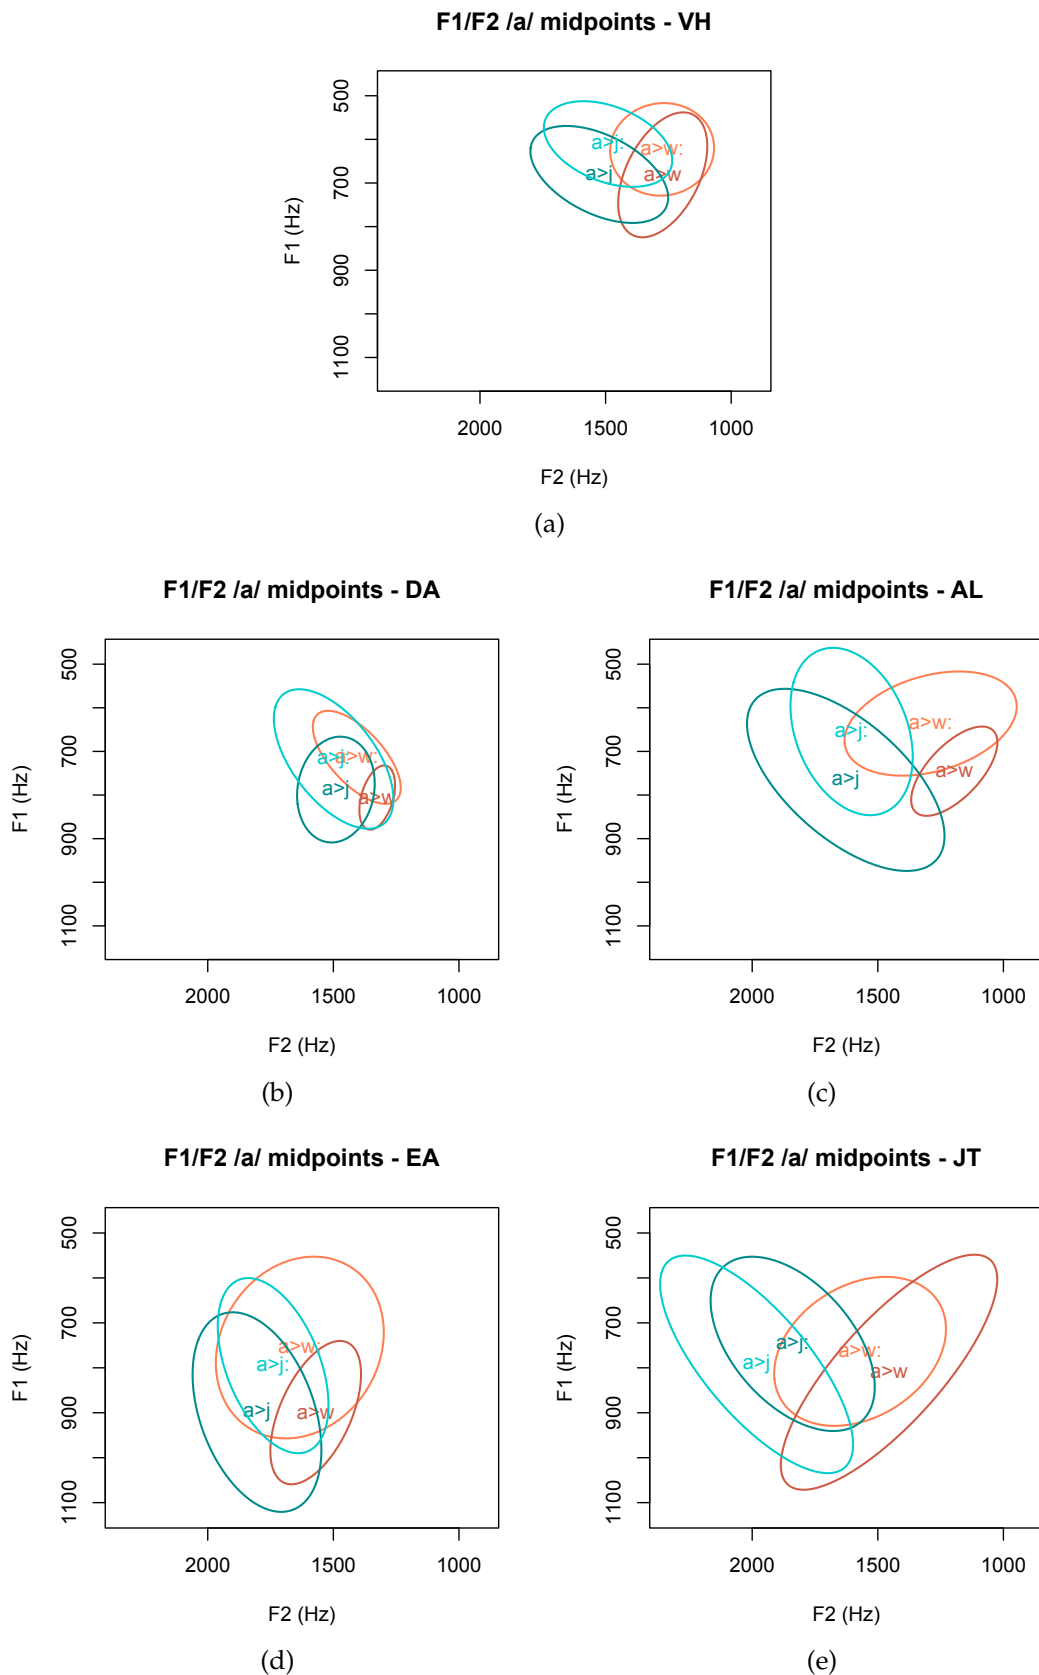 F1/F2 /a/ midpoints - VH
500
700
900
1100
F1 (Hz)
a>j:
a>w:
a>j
a>w
2000 1500 1000
F2 (Hz)
(a)
F1/F2 /a/ midpoints - DA
500
700
900
1100
F1 (Hz)
a>j:
a>w:
a>j
a>w
2000 1500 1000
F2 (Hz)
(b)
F1/F2 /a/ midpoints - AL
500
700
900
1100
F1 (Hz)
a>w:
a>j:
a>w
a>j
2000 1500 1000
F2 (Hz)
(c)
F1/F2 /a/ midpoints - EA
500
700
900
1100
F1 (Hz)
a>w:
a>j:
a>j
a>w
2000 1500 1000
F2 (Hz)
(d)
F1/F2 /a/ midpoints - JT
500
700
900
1100
F1 (Hz)
a>j:
a>w:
a>j
a>w
2000 1500 1000
F2 (Hz)
(e)